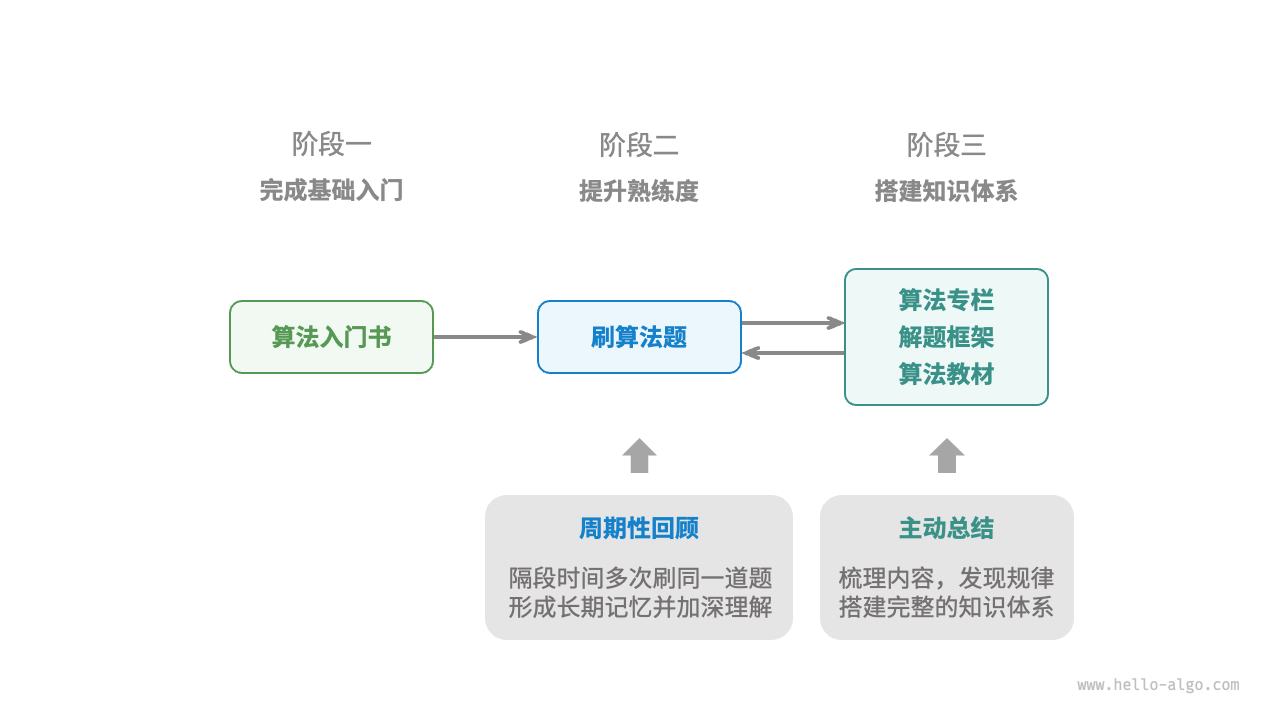 阶段一
完成基础入门
阶段二
提升熟练度
阶段三
搭建知识体系
算法入门书
刷算法题
算法专栏
解题框架
算法教材
周期性回顾
隔段时间多次刷同一道题
形成长期记忆并加深理解
主动总结
梳理内容，发现规律
搭建完整的知识体系
www.hello-algo.com